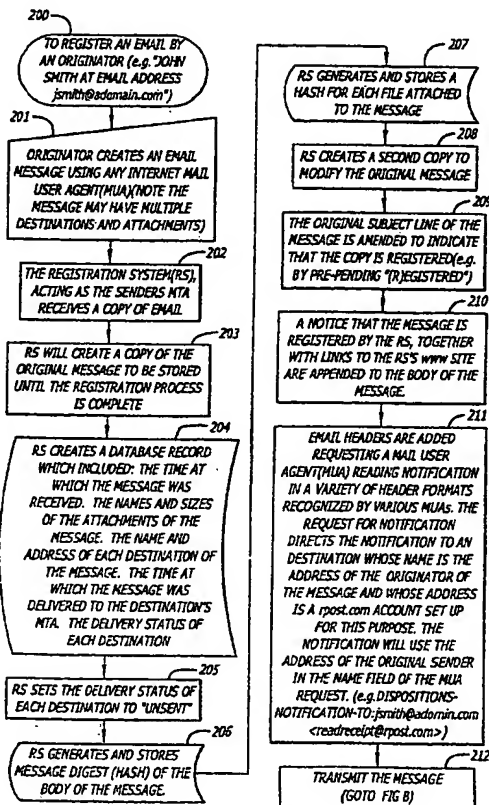 200
TO REGISTER AN EMAIL BY
AN ORIGINATOR (e.g. "JOHN
SMITH AT EMAIL ADDRESS
jsmith@adomain.com")
201
ORIGINATOR CREATES AN EMAIL
MESSAGE USING ANY INTERNET MAIL
USER AGENT(MUA)(NOTE THE
MESSAGE MAY HAVE MULTIPLE
DESTINATIONS AND ATTACHMENTS)
202
THE REGISTRATION SYSTEM(RS),
ACTING AS THE SENDERS MTA
RECEIVES A COPY OF EMAIL
203
RS WILL CREATE A COPY OF THE
ORIGINAL MESSAGE TO BE STORED
UNTIL THE REGISTRATION PROCESS
IS COMPLETE
204
RS CREATES A DATABASE RECORD
WHICH INCLUDED: THE TIME AT
WHICH THE MESSAGE WAS
RECEIVED. THE NAMES AND SIZES
OF THE ATTACHMENTS OF THE
MESSAGE. THE NAME AND
ADDRESS OF EACH DESTINATION OF
THE MESSAGE. THE TIME AT
WHICH THE MESSAGE WAS
DELIVERED TO THE DESTINATION'S
MTA. THE DELIVERY STATUS OF
EACH DESTINATION
205
RS SETS THE DELIVERY STATUS OF
EACH DESTINATION TO "UNSENT"
206
RS GENERATES AND STORES
MESSAGE DIGEST (HASH) OF THE
BODY OF THE MESSAGE.
207
RS GENERATES AND STORES A
HASH FOR EACH FILE ATTACHED
TO THE MESSAGE
208
RS CREATES A SECOND COPY TO
MODIFY THE ORIGINAL MESSAGE
209
THE ORIGINAL SUBJECT LINE OF THE
MESSAGE IS AMENDED TO INDICATE
THAT THE COPY IS REGISTERED(e.g.
BY PRE-PENDING "(R)EGISTERED")
210
A NOTICE THAT THE MESSAGE IS
REGISTERED BY THE RS, TOGETHER
WITH LINKS TO THE RS'S www SITE
ARE APPENDED TO THE BODY OF THE
MESSAGE.
211
EMAIL HEADERS ARE ADDED
REQUESTING A MAIL USER
AGENT(MUA) READING NOTIFICATION
IN A VARIETY OF HEADER FORMATS
RECOGNIZED BY VARIOUS MUAS. THE
REQUEST FOR NOTIFICATION
DIRECTS THE NOTIFICATION TO AN
DESTINATION WHOSE NAME IS THE
ADDRESS OF THE ORIGINATOR OF
THE MESSAGE AND WHOSE ADDRESS
IS A rpost.com ACCOUNT SET UP
FOR THIS PURPOSE. THE
NOTIFICATION WILL USE THE
ADDRESS OF THE ORIGINAL SENDER
IN THE NAME FIELD OF THE MUA
REQUEST. (e.g.DISPOSITIONS-
NOTIFICATION-TO:jsmith@adomain.com
<readreceipt@rpost.com>)
212
TRANSMIT THE MESSAGE
(GOTO FIG B)